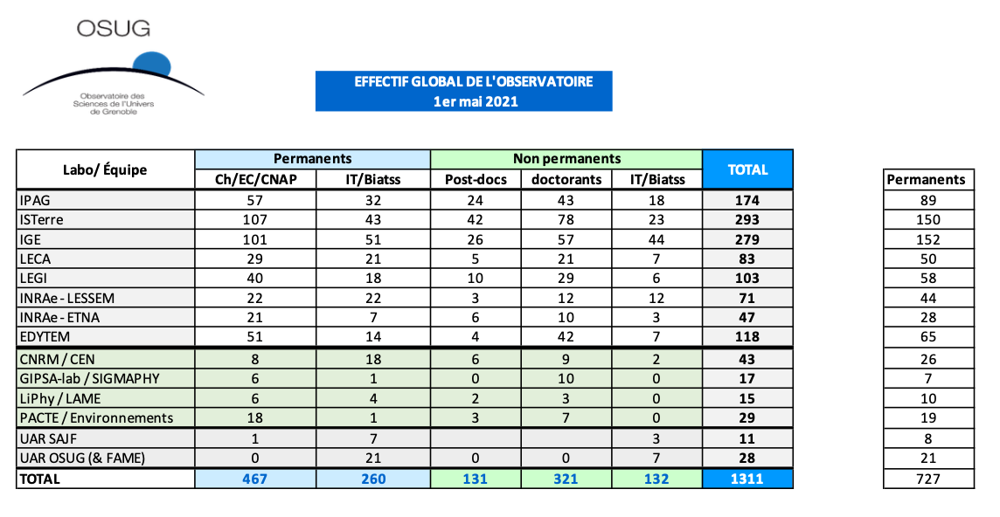 OSUG
Observatoire des
Sciences de l'Univers
de Grenoble
EFFECTIF GLOBAL DE L'OBSERVATOIRE
1er mai 2021
Labo/ Équipe Permanents Non permanents TOTAL
Ch/EC/CNAP IT/Biatss Post-docs doctorants IT/Biatss Permanents
IPAG 57 32 24 43 18 174 89
ISTerre 107 43 42 78 23 293 150
IGE 101 51 26 57 44 279 152
LECA 29 21 5 21 7 83 50
LEGI 40 18 10 29 6 103 58
INRAe - LESSEM 22 22 3 12 12 71 44
INRAe - ETNA 21 7 6 10 3 47 28
EDYTEM 51 14 4 42 7 118 65
CNRM / CEN 8 18 6 9 2 43 26
GIPSA-lab / SIGMAPHY 6 1 0 10 0 17 7
LiPhy / LAME 6 4 2 3 0 15 10
PACTE / Environnements 18 1 3 7 0 29 19
UAR SAJF 1 7 3 11 8
UAR OSUG (& FAME) 0 21 0 0 7 28 21
TOTAL 467 260 131 321 132 1311 727